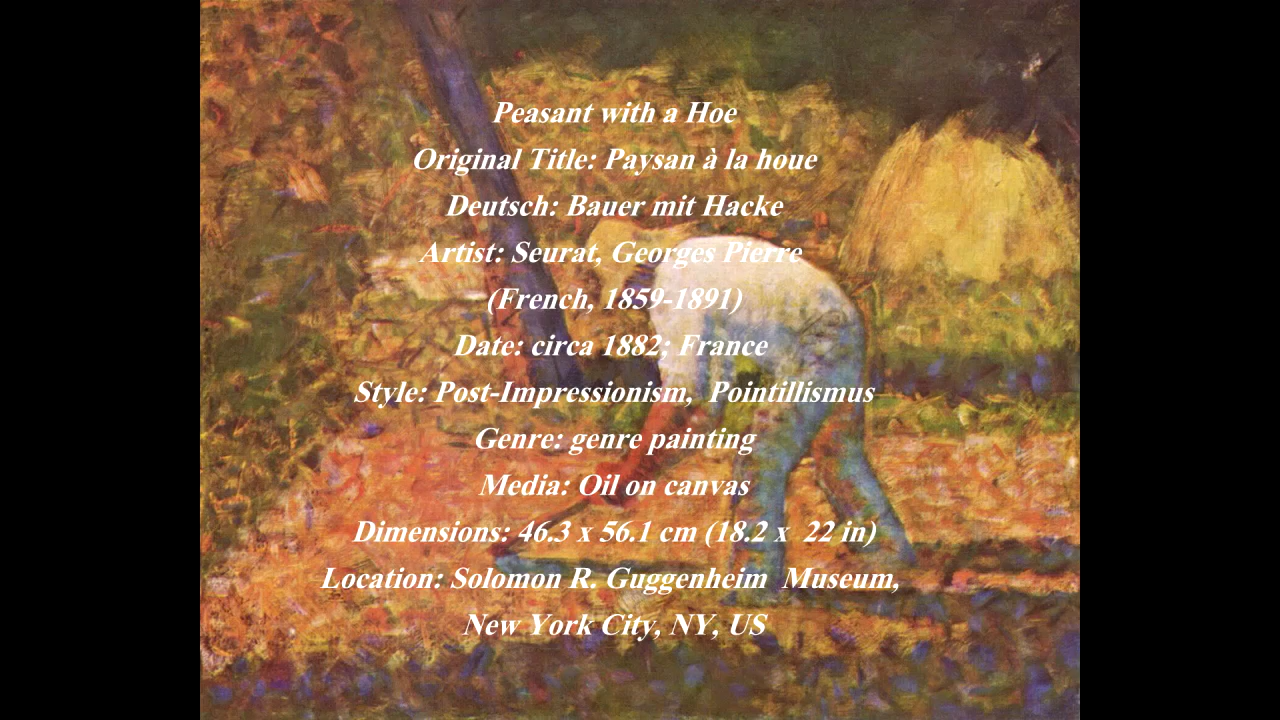 Peasant with a Hoe
Original Title: Paysan à la houe
Deutsch: Bauer mit Hacke
Artist: Seurat, Georges Pierre
(French, 1859-1891)
Date: circa 1882; France
Style: Post-Impressionism, Pointillismus
Genre: genre painting
Media: Oil on canvas
Dimensions: 46.3 x 56.1 cm (18.2 x 22 in)
Location: Solomon R. Guggenheim Museum,
New York City, NY, US